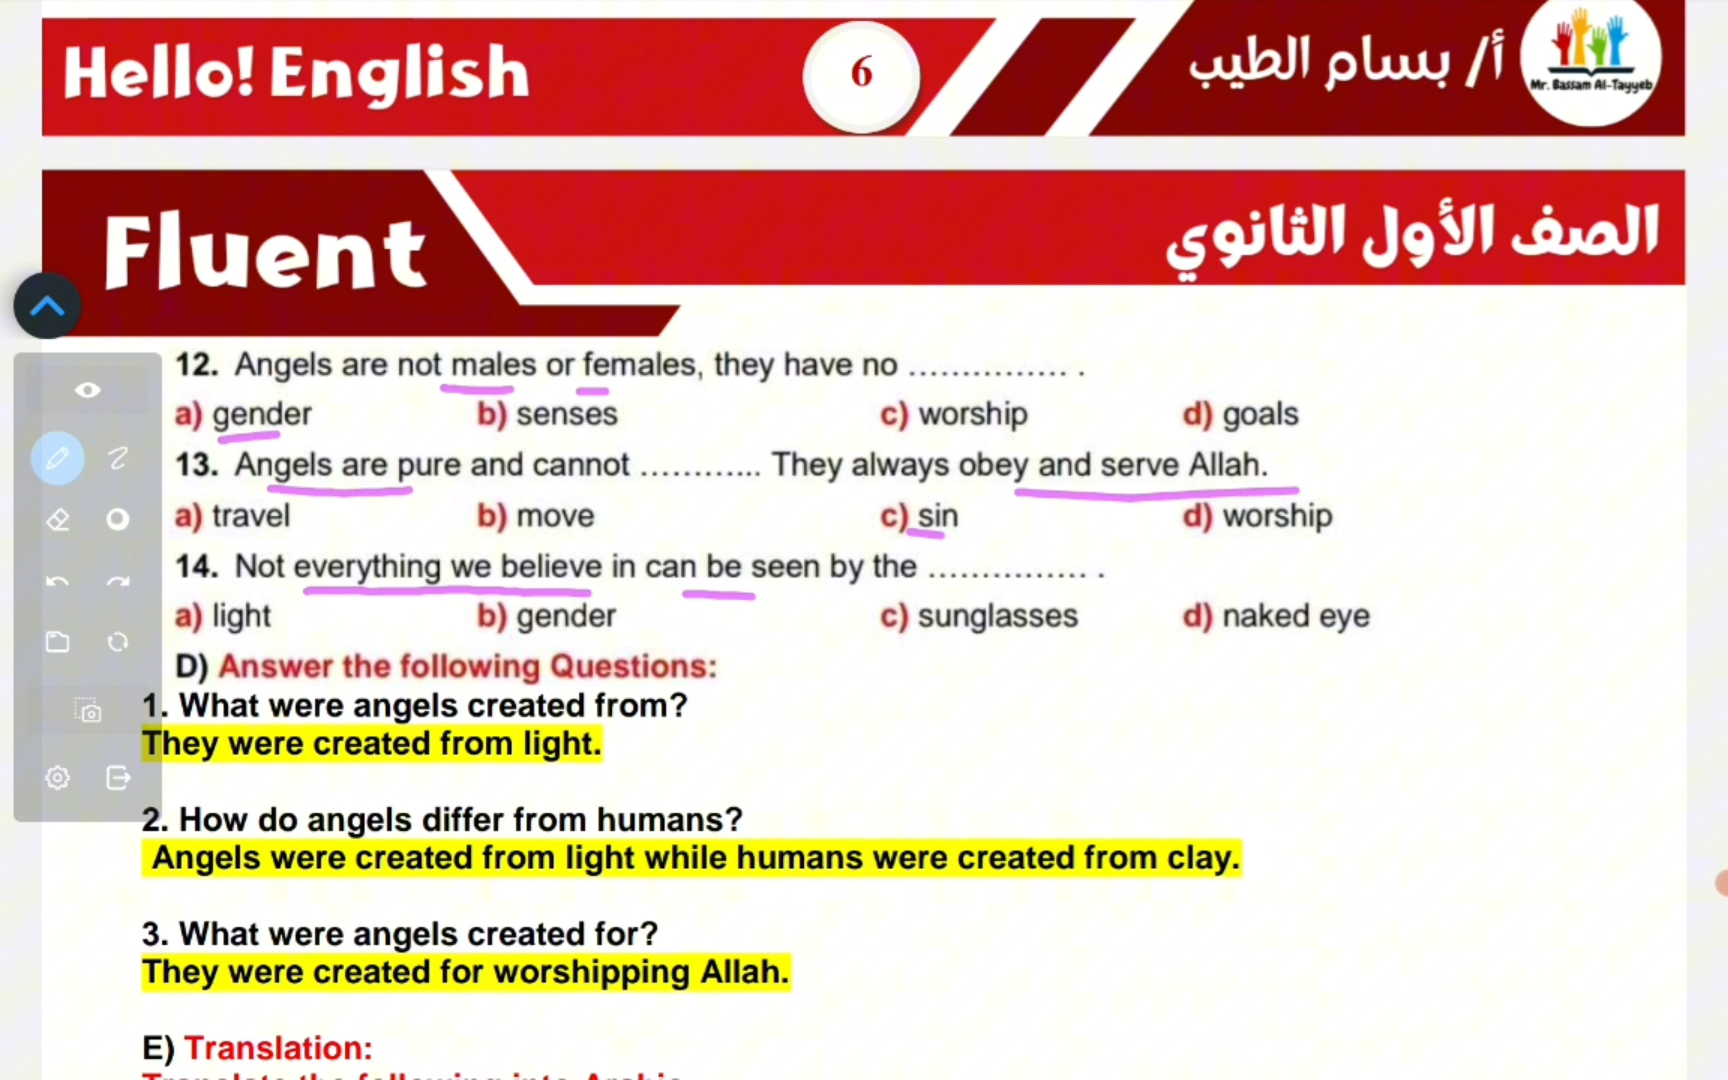 Hello! English
6
أ/ بسام الطيب
Mr. Bassam Al-Tayyeb
Fluent
الصف الأول الثانوي
12. Angels are not males or females, they have no ............... .
a) gender b) senses c) worship d) goals
13. Angels are pure and cannot ............ They always obey and serve Allah.
a) travel b) move c) sin d) worship
14. Not everything we believe in can be seen by the ............... .
a) light b) gender c) sunglasses d) naked eye
D) Answer the following Questions:
1. What were angels created from?
They were created from light.
2. How do angels differ from humans?
Angels were created from light while humans were created from clay.
3. What were angels created for?
They were created for worshipping Allah.
E) Translation:
Translate the following into Arabic